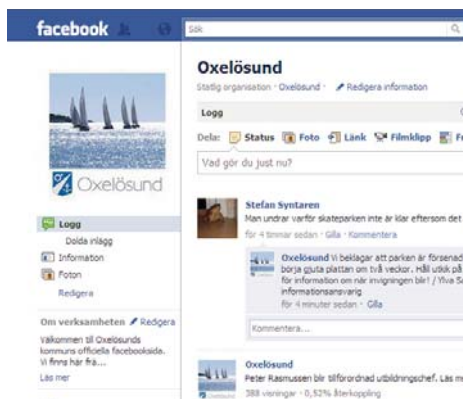 facebook
Sök
Oxelösund
Statlig organisation · Oxelösund · Redigera information
Logg
Dela: Status Foto Länk Filmklipp
Vad gör du just nu?
Oxelösund
Stefan Syntaren
Man undrar varför skateparken inte är klar eftersom det
för 4 timmar sedan · Gilla · Kommentera
Logg
Dolda inlägg
Information
Foton
Redigera
Oxelösund Vi beklagar att parken är försenad
börja gjuta plattan om två veckor. Håll utkik på
för information om när invigningen blir! / Ylva
informationsansvarig
för 4 minuter sedan · Gilla
Kommentera...
Om verksamheten Redigera
Välkommen till Oxelösunds
kommuns officiella facebooksida.
Vi finns här frå...
Läs mer
Oxelösund
Peter Rasmussen blir tillförordnad utbildningschef. Läs
388 visningar · 0,52% återkoppling